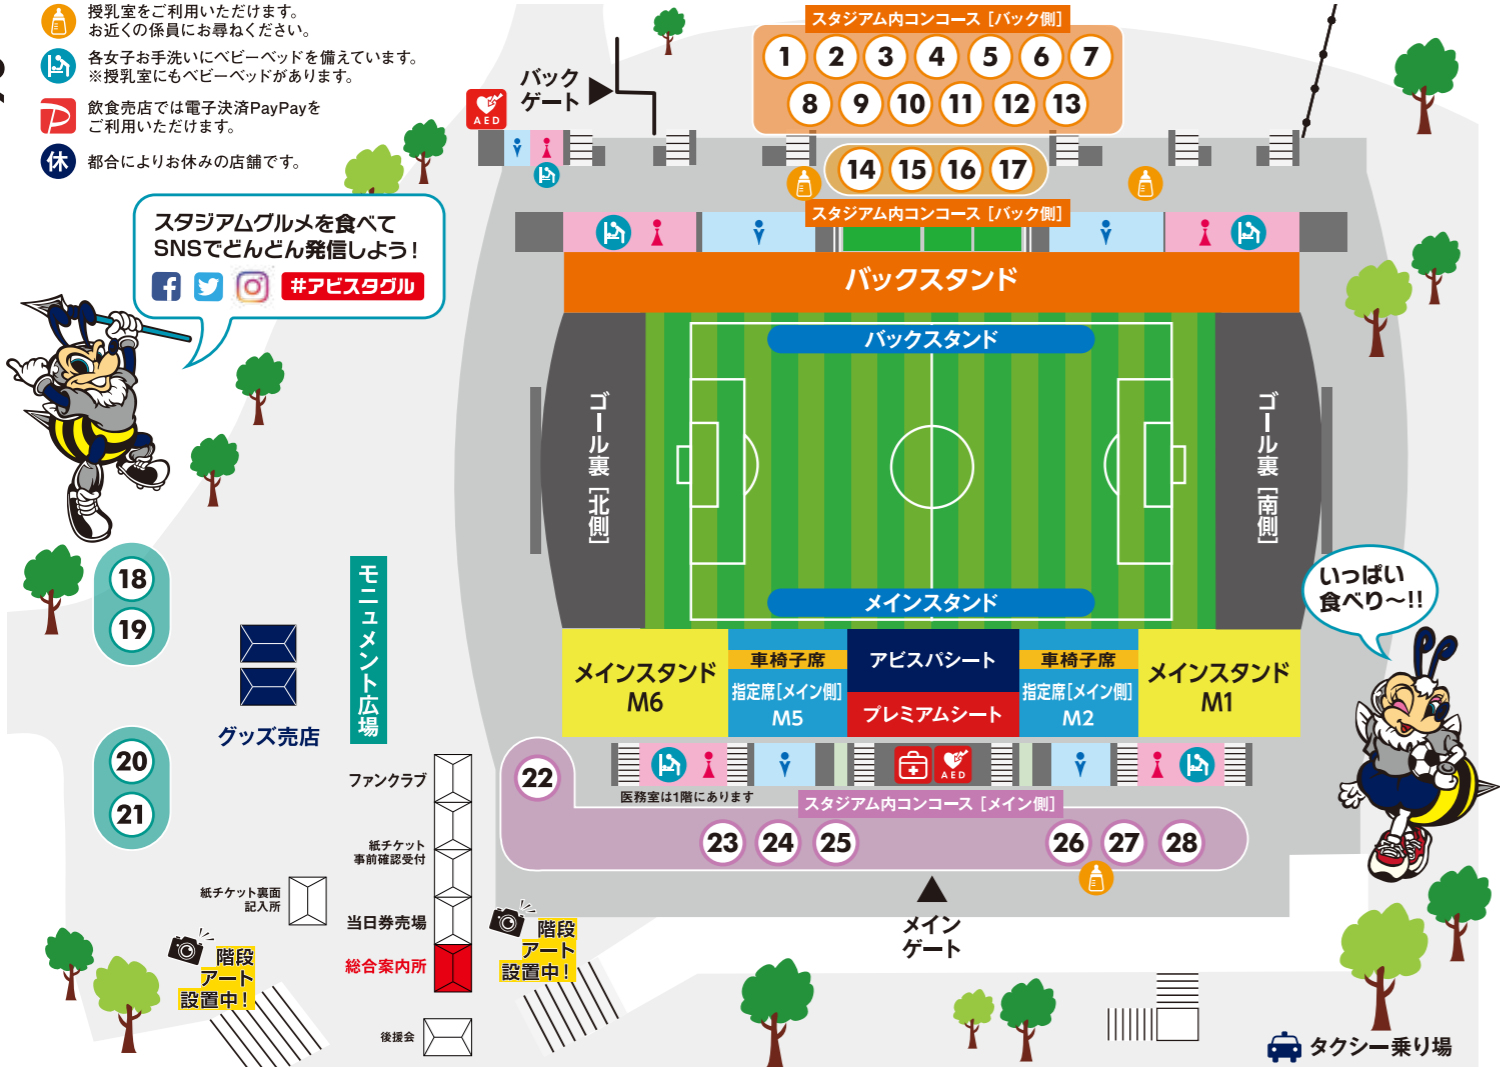 授乳室をご利用いただけます。
お近くの係員にお尋ねください。
各女子お手洗いにベビーベッドを備えています。
※授乳室にもベビーベッドがあります。
飲食売店では電子決済PayPayを
ご利用いただけます。
休
都合によりお休みの店舗です。
スタジアムグルメを食べて
SNSでどんどん発信しよう!
#アビスタグル
バック
ゲート
AED
スタジアム内コンコース [バック側]
1 2 3 4 5 6 7
8 9 10 11 12 13
14 15 16 17
スタジアム内コンコース [バック側]
バックスタンド
バックスタンド
ゴール裏[北側]
ゴール裏[南側]
メインスタンド
メインスタンド
M6
車椅子席
指定席[メイン側]
M5
アビスパシート
プレミアムシート
車椅子席
指定席[メイン側]
M2
メインスタンド
M1
いっぱい
食べり〜!!
18
19
20
21
グッズ売店
モニュメント広場
ファンクラブ
紙チケット
事前確認受付
紙チケット裏面
記入所
当日券売場
総合案内所
後援会
階段
アート
設置中!
階段
アート
設置中!
22
AED
医務室は1階にあります
スタジアム内コンコース [メイン側]
23 24 25 26 27 28
メイン
ゲート
タクシー乗り場